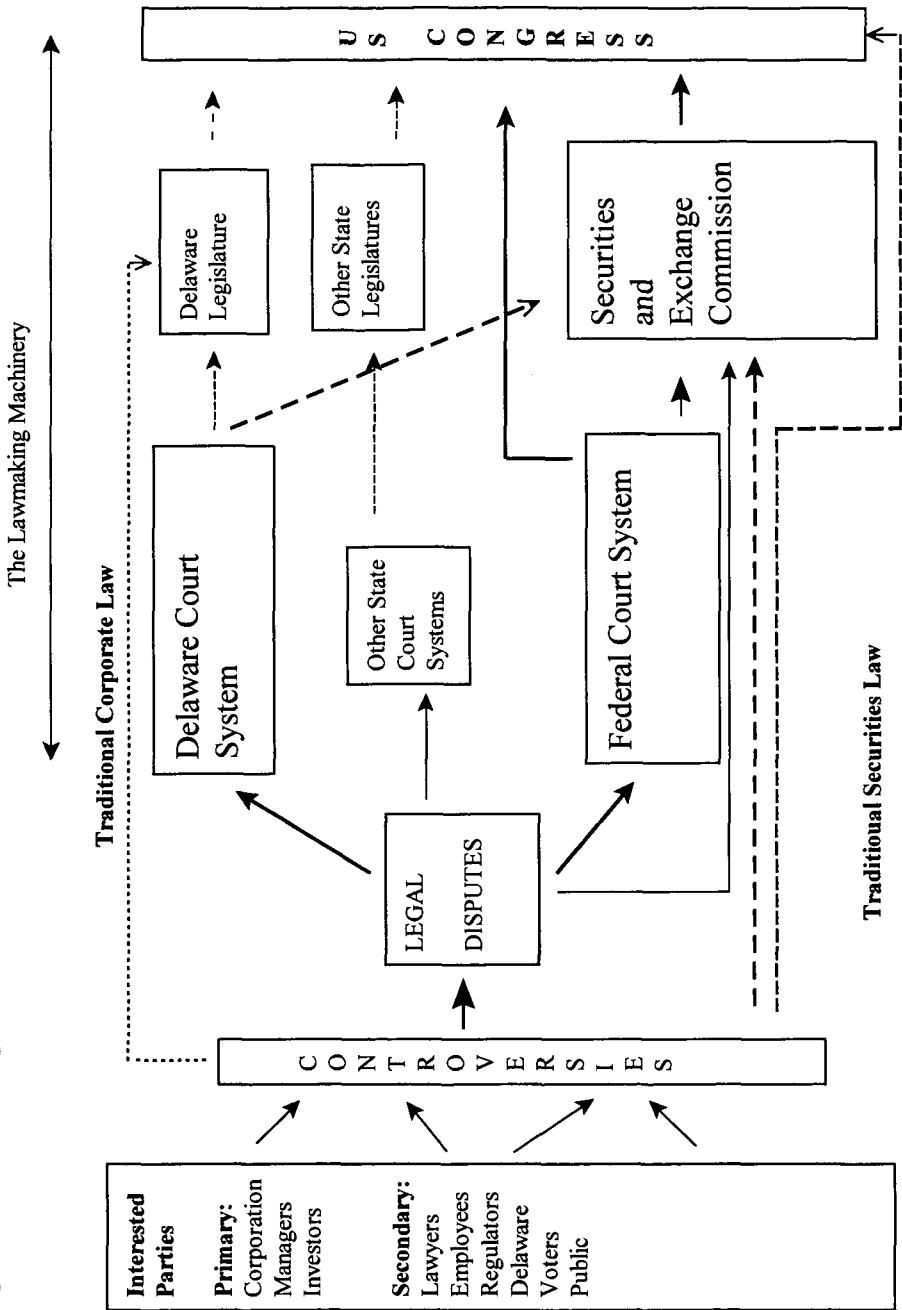 The Lawmaking Machinery
Traditional Corporate Law
Interested
Parties
Primary:
Corporation
Managers
Investors
Secondary:
Lawyers
Employees
Regulators
Delaware
Voters
Public
CONTROVERSIES
LEGAL
DISPUTES
Delaware Court
System
Other State
Court
Systems
Federal Court System
Delaware
Legislature
Other State
Legislatures
Securities
and
Exchange
Commission
US CONGRESS
Traditioual Securities Law